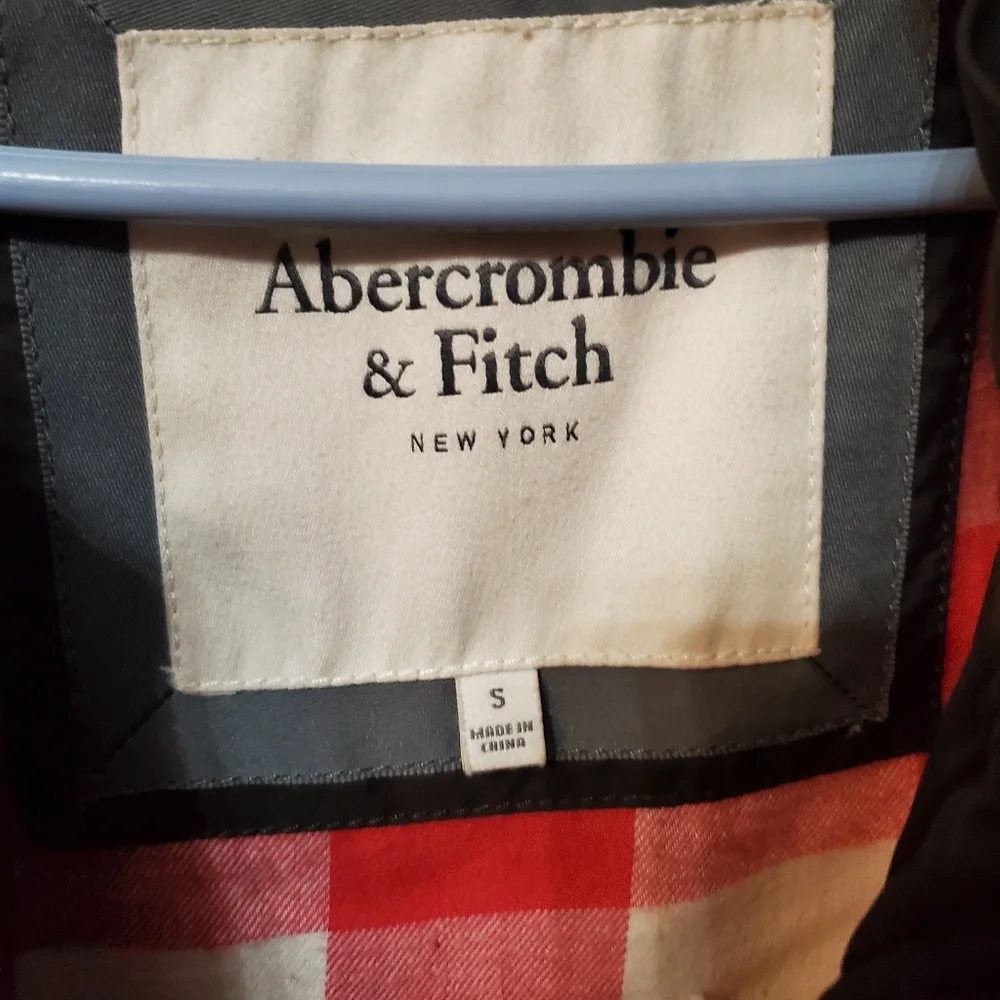 Abercrombie
& Fitch
NEW YORK
S
MADE IN
CHINA